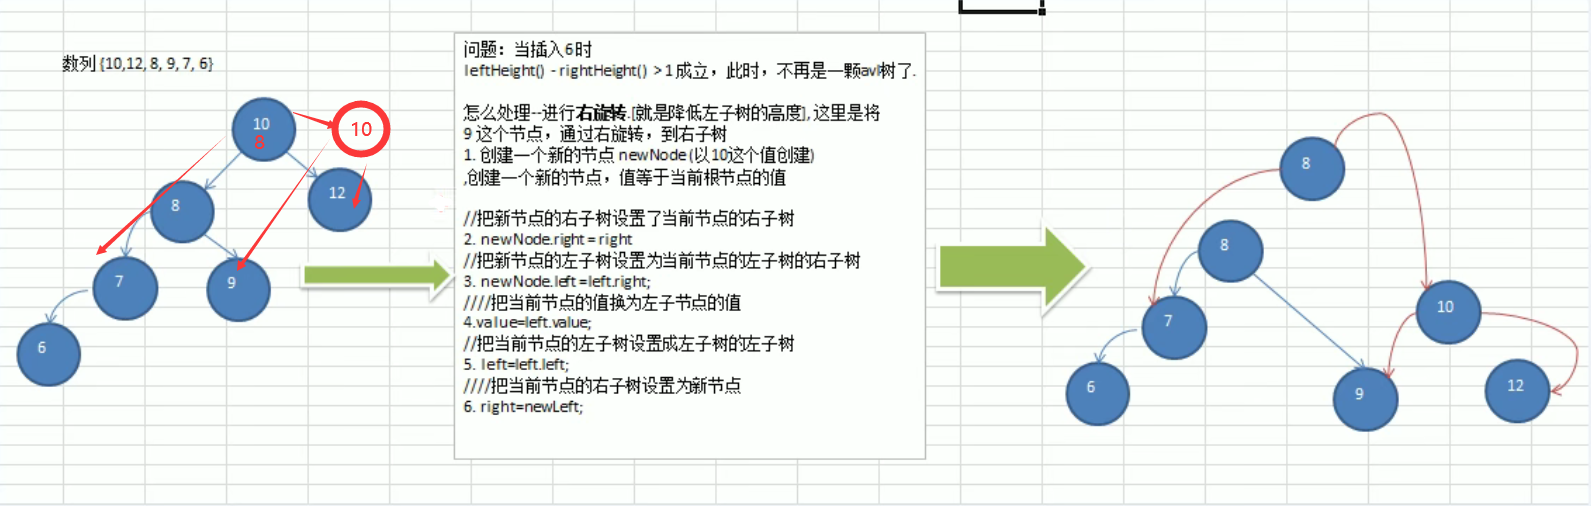 数列 {10,12, 8, 9, 7, 6}
10
8
10
8
12
7
9
6
问题：当插入6时
leftHeight() - rightHeight() >1 成立，此时，不再是一颗avl树了.
怎么处理--进行右旋转.[就是降低左子树的高度], 这里是将
9 这个节点，通过右旋转，到右子树
1. 创建一个新的节点 newNode (以10这个值创建)
,创建一个新的节点，值等于当前根节点的值
//把新节点的右子树设置了当前节点的右子树
2. newNode.right = right
//把新节点的左子树设置为当前节点的左子树的右子树
3. newNode.left =left.right;
////把当前节点的值换为左子节点的值
4.value=left.value;
//把当前节点的左子树设置成左子树的左子树
5. left=left.left;
////把当前节点的右子树设置为新节点
6. right=newLeft;
8
8
7
10
6
9
12